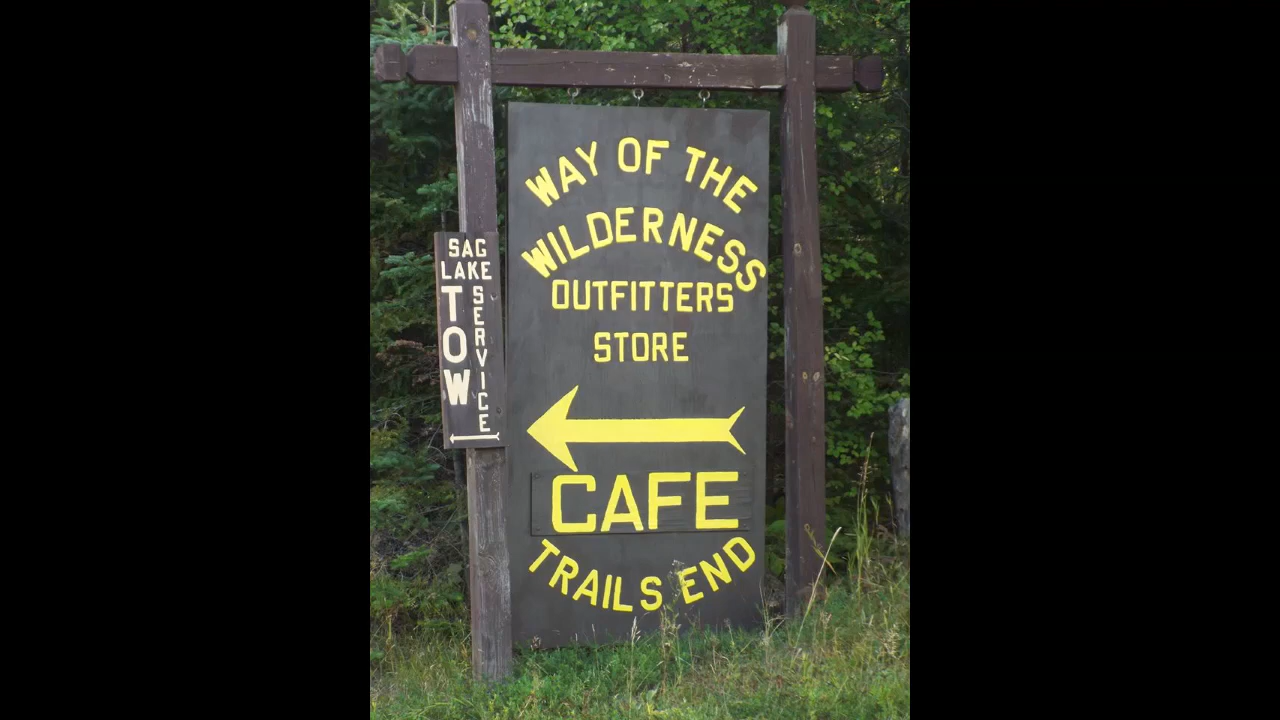 WAY OF THE
WILDERNESS
OUTFITTERS
STORE
CAFE
TRAILS END
SAG
LAKE
TOW
SERVICE